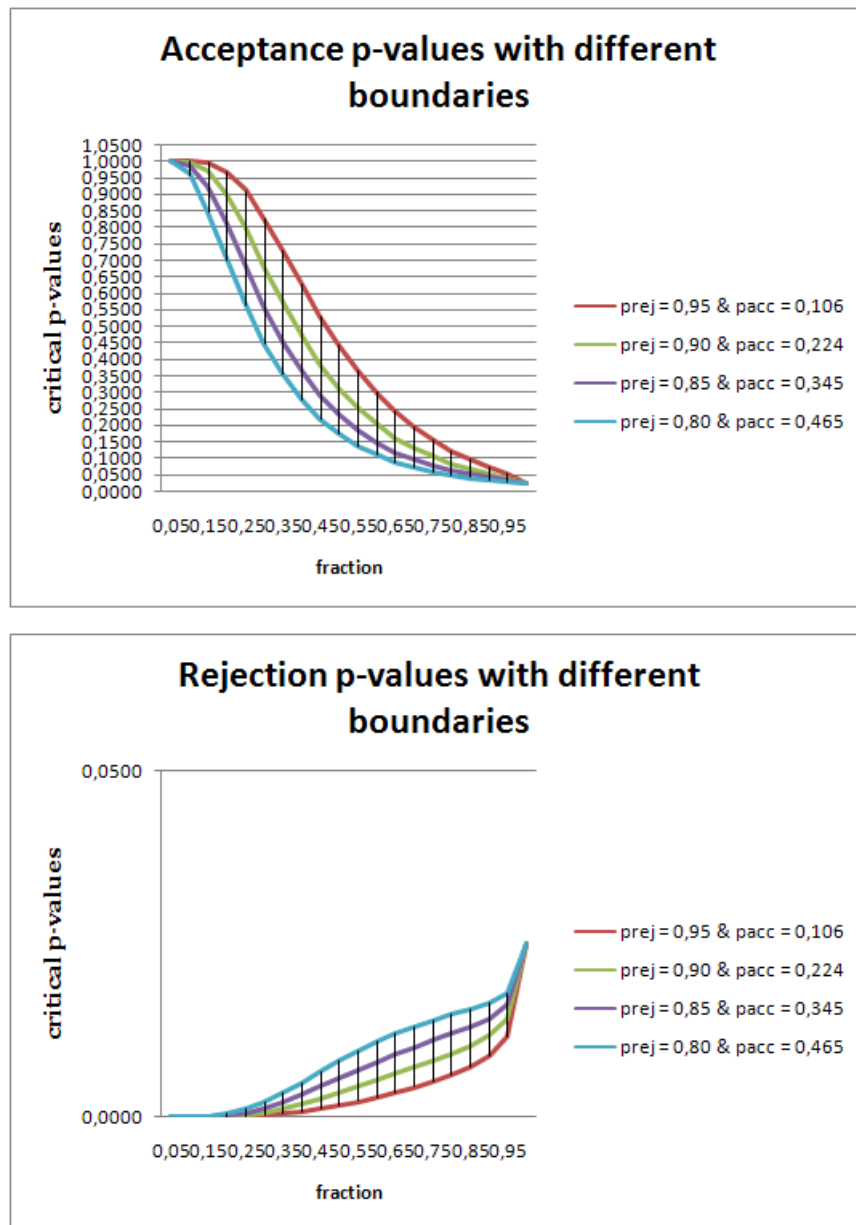 Acceptance p-values with different
boundaries
critical p-values
1,0500
1,0000
0,9500
0,9000
0,8500
0,8000
0,7500
0,7000
0,6500
0,6000
0,5500
0,5000
0,4500
0,4000
0,3500
0,3000
0,2500
0,2000
0,1500
0,1000
0,0500
0,0000
0,050,150,250,350,450,550,650,750,850,95
fraction
prej = 0,95 & pacc = 0,106
prej = 0,90 & pacc = 0,224
prej = 0,85 & pacc = 0,345
prej = 0,80 & pacc = 0,465
Rejection p-values with different
boundaries
critical p-values
0,0500
0,0000
0,050,150,250,350,450,550,650,750,850,95
fraction
prej = 0,95 & pacc = 0,106
prej = 0,90 & pacc = 0,224
prej = 0,85 & pacc = 0,345
prej = 0,80 & pacc = 0,465